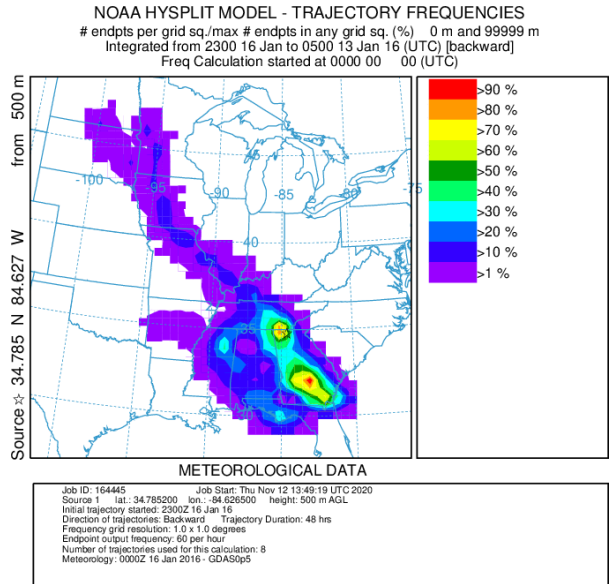 NOAA HYSPLIT MODEL - TRAJECTORY FREQUENCIES
# endpts per grid sq./max # endpts in any grid sq. (%)    0 m and 99999 m
Integrated from 2300 16 Jan to 0500 13 Jan 16 (UTC) [backward]
Freq Calculation started at 0000 00    00 (UTC)
Source ☆ 34.785 N 84.627 W    from 500 m
-100
-95
-90
-85
-75
45
40
35
30
>90 %
>80 %
>70 %
>60 %
>50 %
>40 %
>30 %
>20 %
>10 %
>1 %
METEOROLOGICAL DATA
Job ID: 164445    Job Start: Thu Nov 12 13:49:19 UTC 2020
Source 1    lat.: 34.785200    lon.: -84.626500    height: 500 m AGL
Initial trajectory started: 2300Z 16 Jan 16
Direction of trajectories: Backward    Trajectory Duration: 48 hrs
Frequency grid resolution: 1.0 x 1.0 degrees
Endpoint output frequency: 60 per hour
Number of trajectories used for this calculation: 8
Meteorology: 0000Z 16 Jan 2016 - GDAS0p5